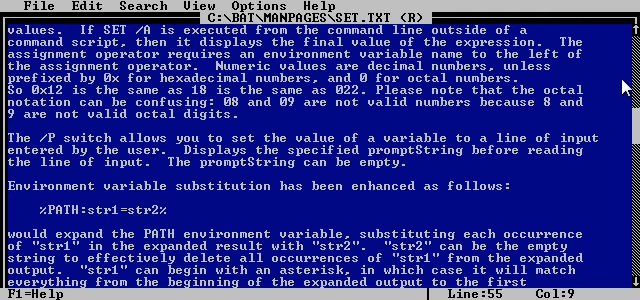 File  Edit  Search  View  Options  Help
C:\BAT\MANPAGES\SET.TXT (R)
values.  If SET /A is executed from the command line outside of a
command script, then it displays the final value of the expression.  The
assignment operator requires an environment variable name to the left of
the assignment operator.  Numeric values are decimal numbers, unless
prefixed by 0x for hexadecimal numbers, and 0 for octal numbers.
So 0x12 is the same as 18 is the same as 022. Please note that the octal
notation can be confusing: 08 and 09 are not valid numbers because 8 and
9 are not valid octal digits.
The /P switch allows you to set the value of a variable to a line of input
entered by the user.  Displays the specified promptString before reading
the line of input.  The promptString can be empty.
Environment variable substitution has been enhanced as follows:
%PATH:str1=str2%
would expand the PATH environment variable, substituting each occurrence
of "str1" in the expanded result with "str2".  "str2" can be the empty
string to effectively delete all occurrences of "str1" from the expanded
output.  "str1" can begin with an asterisk, in which case it will match
everything from the beginning of the expanded output to the first
F1=Help Line:55 Col:9